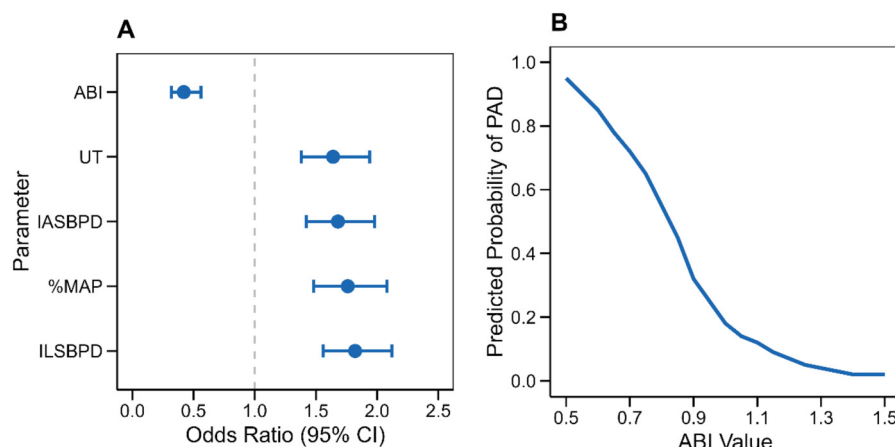 A
Parameter
ABI
UT
IASBPD
%MAP
ILSBPD
0.0 0.5 1.0 1.5 2.0 2.5
Odds Ratio (95% CI)
B
Predicted Probability of PAD
1.0
0.8
0.6
0.4
0.2
0.0
0.5 0.7 0.9 1.1 1.3 1.5
ABI Value